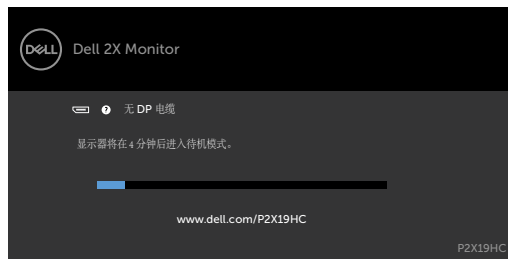 DELL Dell 2X Monitor
? 无 DP 电缆
显示器将在 4 分钟后进入待机模式。
www.dell.com/P2X19HC
P2X19HC